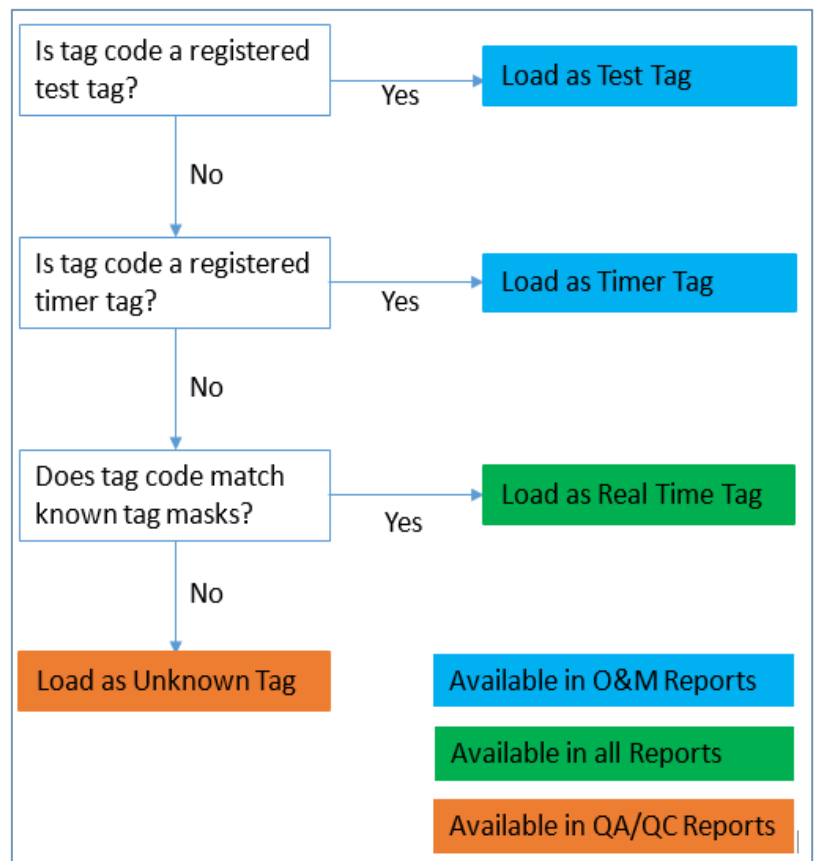 Is tag code a registered
test tag?
Yes
Load as Test Tag
No
Is tag code a registered
timer tag?
Yes
Load as Timer Tag
No
Does tag code match
known tag masks?
Yes
Load as Real Time Tag
No
Load as Unknown Tag
Available in O&M Reports
Available in all Reports
Available in QA/QC Reports